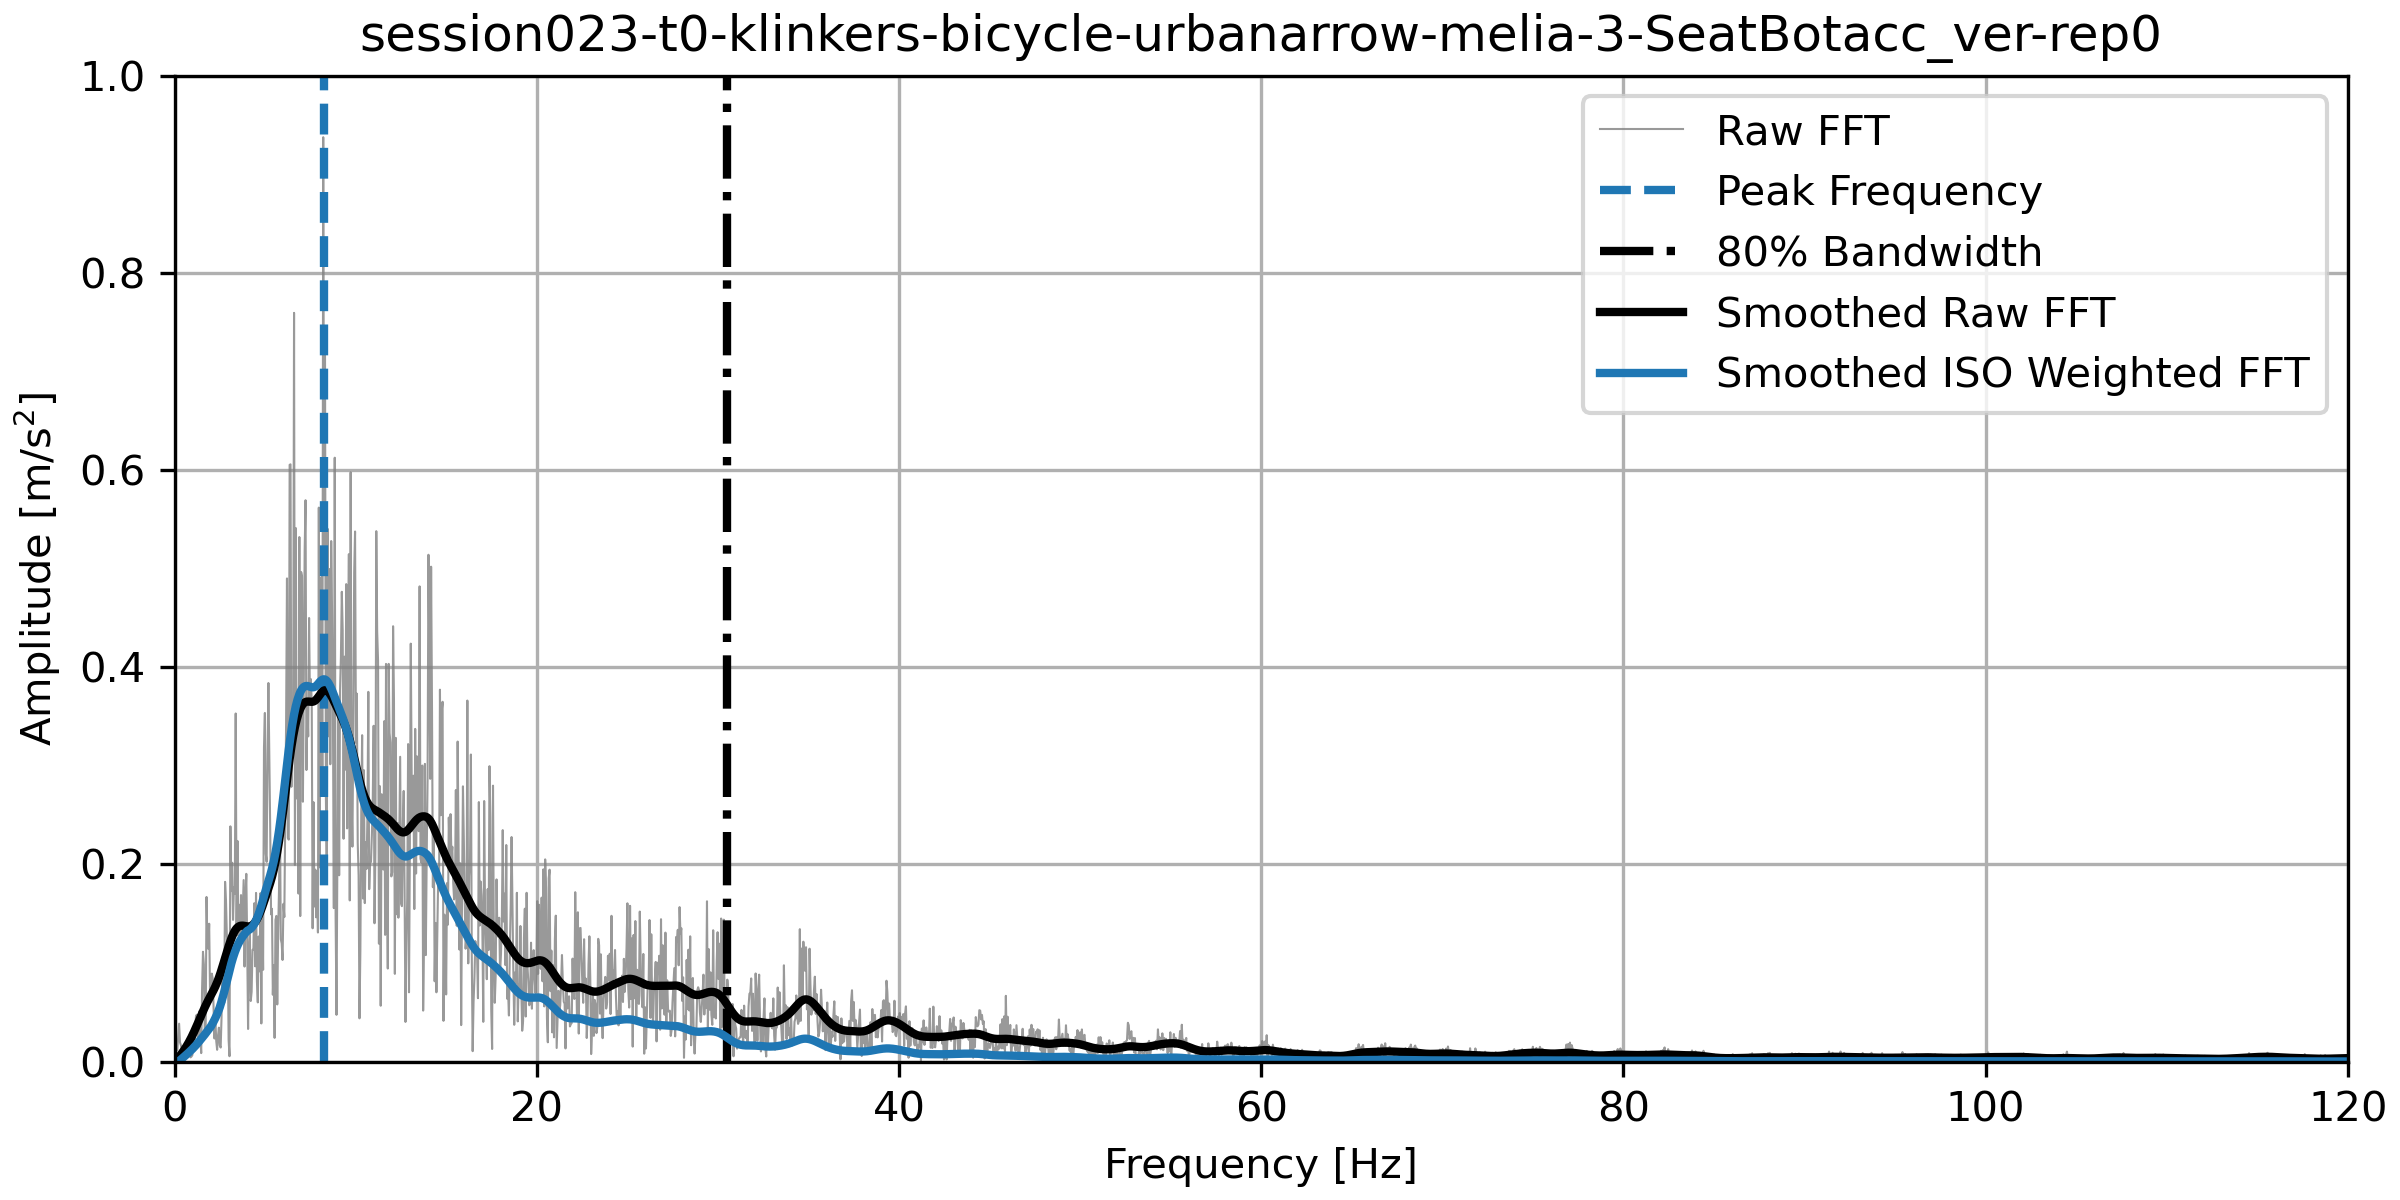 session023-t0-klinkers-bicycle-urbanarrow-melia-3-SeatBotacc_ver-rep0
1.0
0.8
0.6
0.4
0.2
0.0
Amplitude [m/s²]
Raw FFT
Peak Frequency
80% Bandwidth
Smoothed Raw FFT
Smoothed ISO Weighted FFT
0 20 40 60 80 100 120
Frequency [Hz]